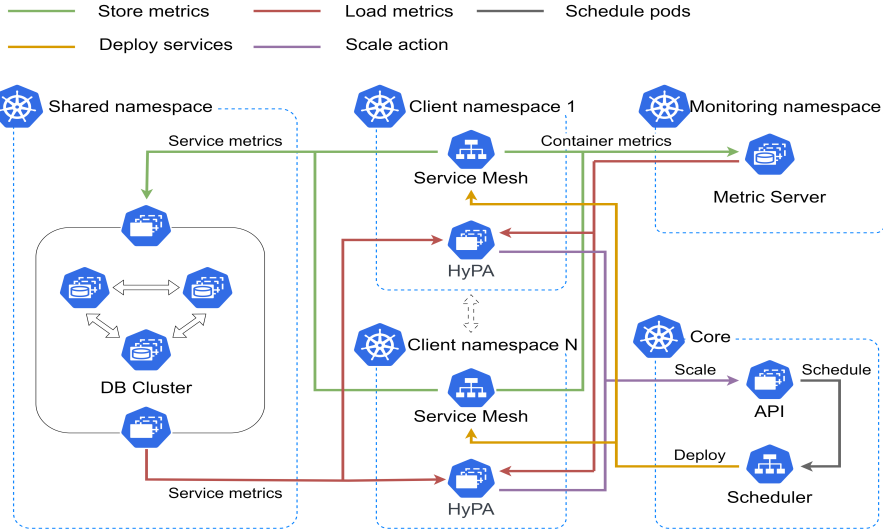 Store metrics
Load metrics
Schedule pods
Deploy services
Scale action
Shared namespace
Client namespace 1
Monitoring namespace
Service metrics
Container metrics
Service Mesh
Metric Server
HyPA
DB Cluster
Client namespace N
Core
Scale
Schedule
API
Service Mesh
Deploy
Scheduler
Service metrics
HyPA